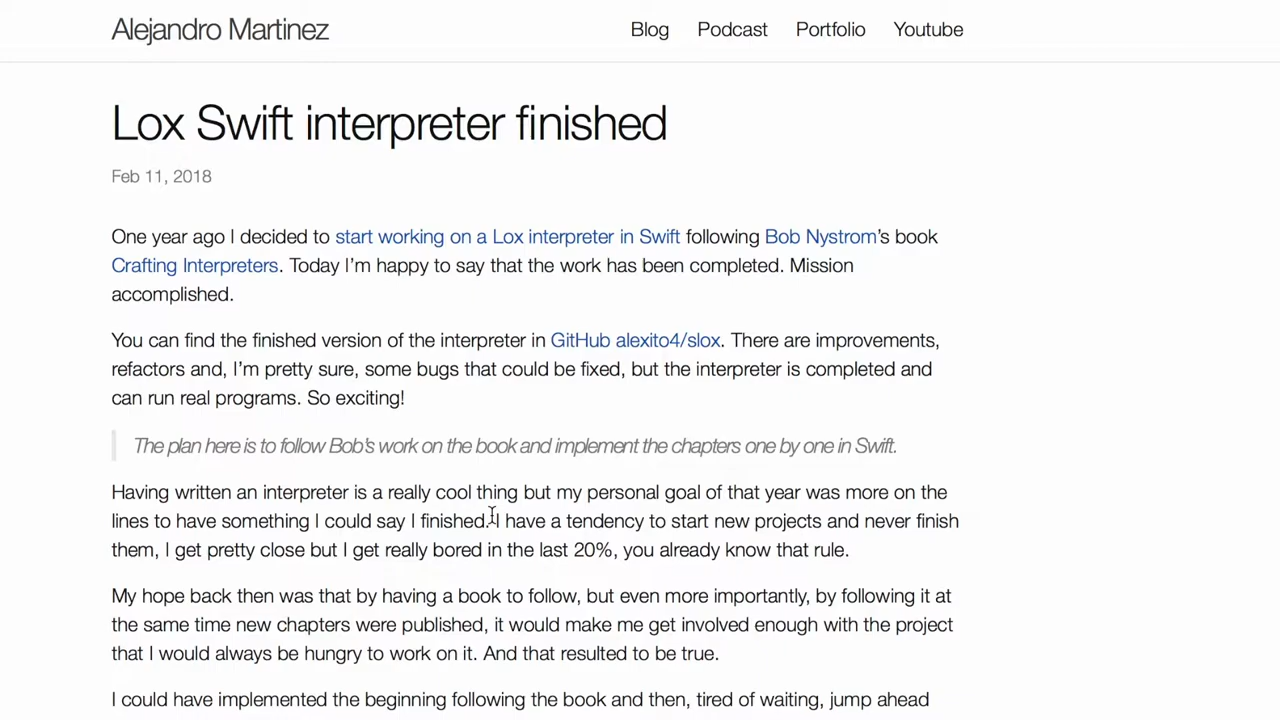 Alejandro Martinez
Blog Podcast Portfolio Youtube
Lox Swift interpreter finished
Feb 11, 2018
One year ago I decided to start working on a Lox interpreter in Swift following Bob Nystrom's book
Crafting Interpreters. Today I'm happy to say that the work has been completed. Mission
accomplished.
You can find the finished version of the interpreter in GitHub alexito4/slox. There are improvements,
refactors and, I'm pretty sure, some bugs that could be fixed, but the interpreter is completed and
can run real programs. So exciting!
The plan here is to follow Bob's work on the book and implement the chapters one by one in Swift.
Having written an interpreter is a really cool thing but my personal goal of that year was more on the
lines to have something I could say I finished. I have a tendency to start new projects and never finish
them, I get pretty close but I get really bored in the last 20%, you already know that rule.
My hope back then was that by having a book to follow, but even more importantly, by following it at
the same time new chapters were published, it would make me get involved enough with the project
that I would always be hungry to work on it. And that resulted to be true.
I could have implemented the beginning following the book and then, tired of waiting, jump ahead